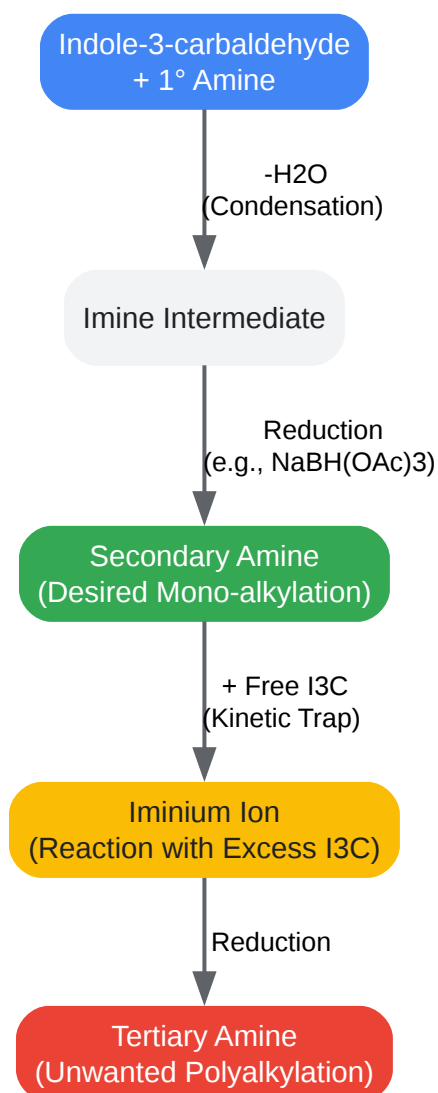 Indole-3-carbaldehyde
+ 1° Amine
-H2O
(Condensation)
Imine Intermediate
Reduction
(e.g., NaBH(OAc)3)
Secondary Amine
(Desired Mono-alkylation)
+ Free I3C
(Kinetic Trap)
Iminium Ion
(Reaction with Excess I3C)
Reduction
Tertiary Amine
(Unwanted Polyalkylation)